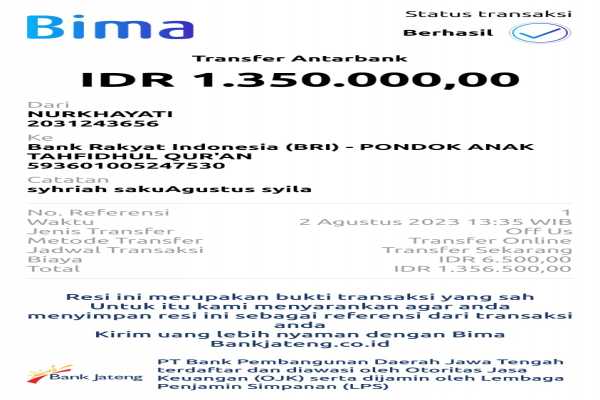 Bima
Status transaksi
Berhasil
Transfer Antarbank
IDR 1.350.000,00
Dari
NURKHAYATI
2031243656
Ke
Bank Rakyat Indonesia (BRI) - PONDOK ANAK
TAHFIDHUL QUR'AN
593601005247530
Catatan
syhriah sakuAgustus syila
No. Referensi 1
Waktu 2 Agustus 2023 13:35 WIB
Jenis Transfer Off Us
Metode Transfer Transfer Online
Jadwal Transaksi Transfer Sekarang
Biaya IDR 6.500,00
Total IDR 1.356.500,00
Resi ini merupakan bukti transaksi yang sah
Untuk itu kami menyarankan agar anda
menyimpan resi ini sebagai referensi dari transaksi
anda
Kirim uang lebih nyaman dengan Bima
Bankjateng.co.id
Bank Jateng
PT Bank Pembangunan Daerah Jawa Tengah
terdaftar dan diawasi oleh Otoritas Jasa
Keuangan (OJK) serta dijamin oleh Lembaga
Penjamin Simpanan (LPS)